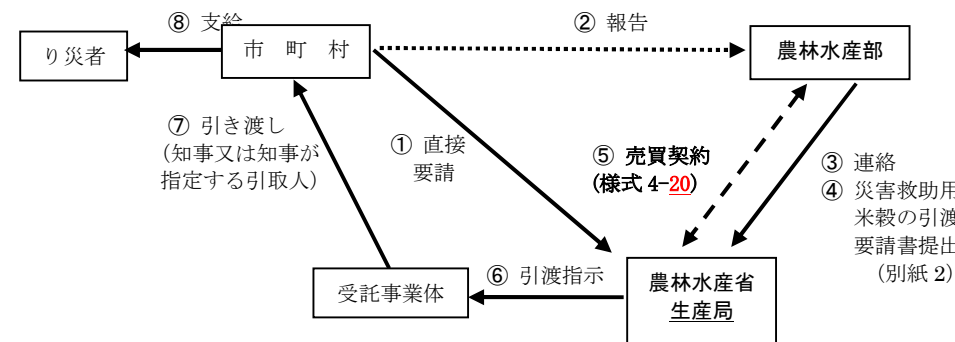 ⑧ 支給
② 報告
り災者
市 町 村
農林水産部
⑦ 引き渡し
(知事又は知事が
指定する引取人)
① 直接
要請
⑤ 売買契約
(様式 4-20)
③ 連絡
④ 災害救助用
米穀の引渡
要請書提出
(別紙 2)
⑥ 引渡指示
受託事業体
農林水産省
生産局